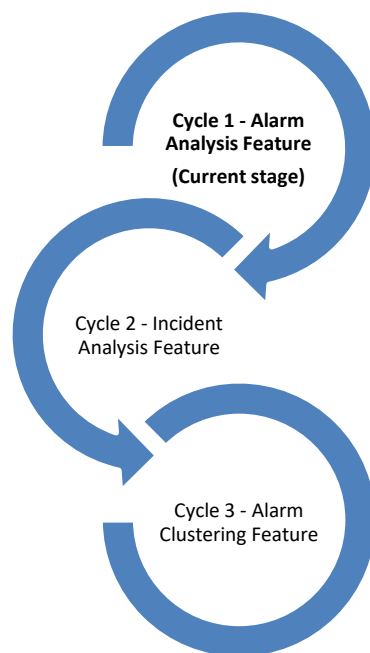 Cycle 1 - Alarm
Analysis Feature
(Current stage)
Cycle 2 - Incident
Analysis Feature
Cycle 3 - Alarm
Clustering Feature